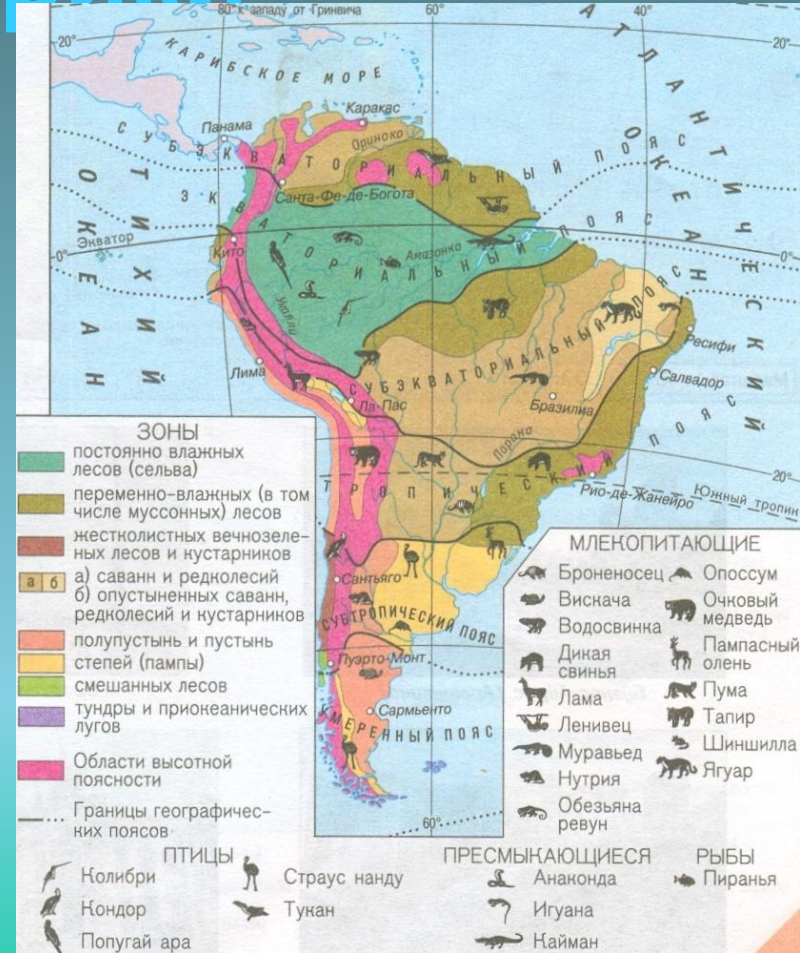 80° к западу от Гринвича
60°
40°
20°
20°
КАРИБСКОЕ МОРЕ
АТЛАНТИЧЕСКИЙ
ОКЕАН
ТИХИЙ
ОКЕАН
Панама
Каракас
Ориноко
СУБЭКВАТОРИАЛЬНЫЙ ПОЯС
Санта-Фе-де-Богота
ЭКВАТОРИАЛЬНЫЙ ПОЯС
Экватор
0°
0°
Кито
Амазонка
Укаяли
СУБЭКВАТОРИАЛЬНЫЙ ПОЯС
Ресифи
Лима
Салвадор
Ла-Пас
Бразилиа
Парана
ТРОПИЧЕСКИЙ ПОЯС
20°
Рио-де-Жанейро
Южный тропик
Сантьяго
СУБТРОПИЧЕСКИЙ ПОЯС
Пуэрто-Монт
Сармьенто
УМЕРЕННЫЙ ПОЯС
60°
ЗОНЫ
постоянно влажных
лесов (сельва)
переменно-влажных (в том
числе муссонных) лесов
жестколистных вечнозеле-
ных лесов и кустарников
а б
а) саванн и редколесий
б) опустыненных саванн,
редколесий и кустарников
полупустынь и пустынь
степей (пампы)
смешанных лесов
тундры и приокеанических
лугов
Области высотной
поясности
Границы географичес-
ких поясов
МЛЕКОПИТАЮЩИЕ
Броненосец
Вискача
Водосвинка
Дикая
свинья
Лама
Ленивец
Муравьед
Нутрия
Обезьяна
ревун
Опоссум
Очковый
медведь
Пампасный
олень
Пума
Тапир
Шиншилла
Ягуар
ПТИЦЫ
Колибри
Кондор
Попугай ара
Страус нанду
Тукан
ПРЕСМЫКАЮЩИЕСЯ
Анаконда
Игуана
Кайман
РЫБЫ
Пиранья